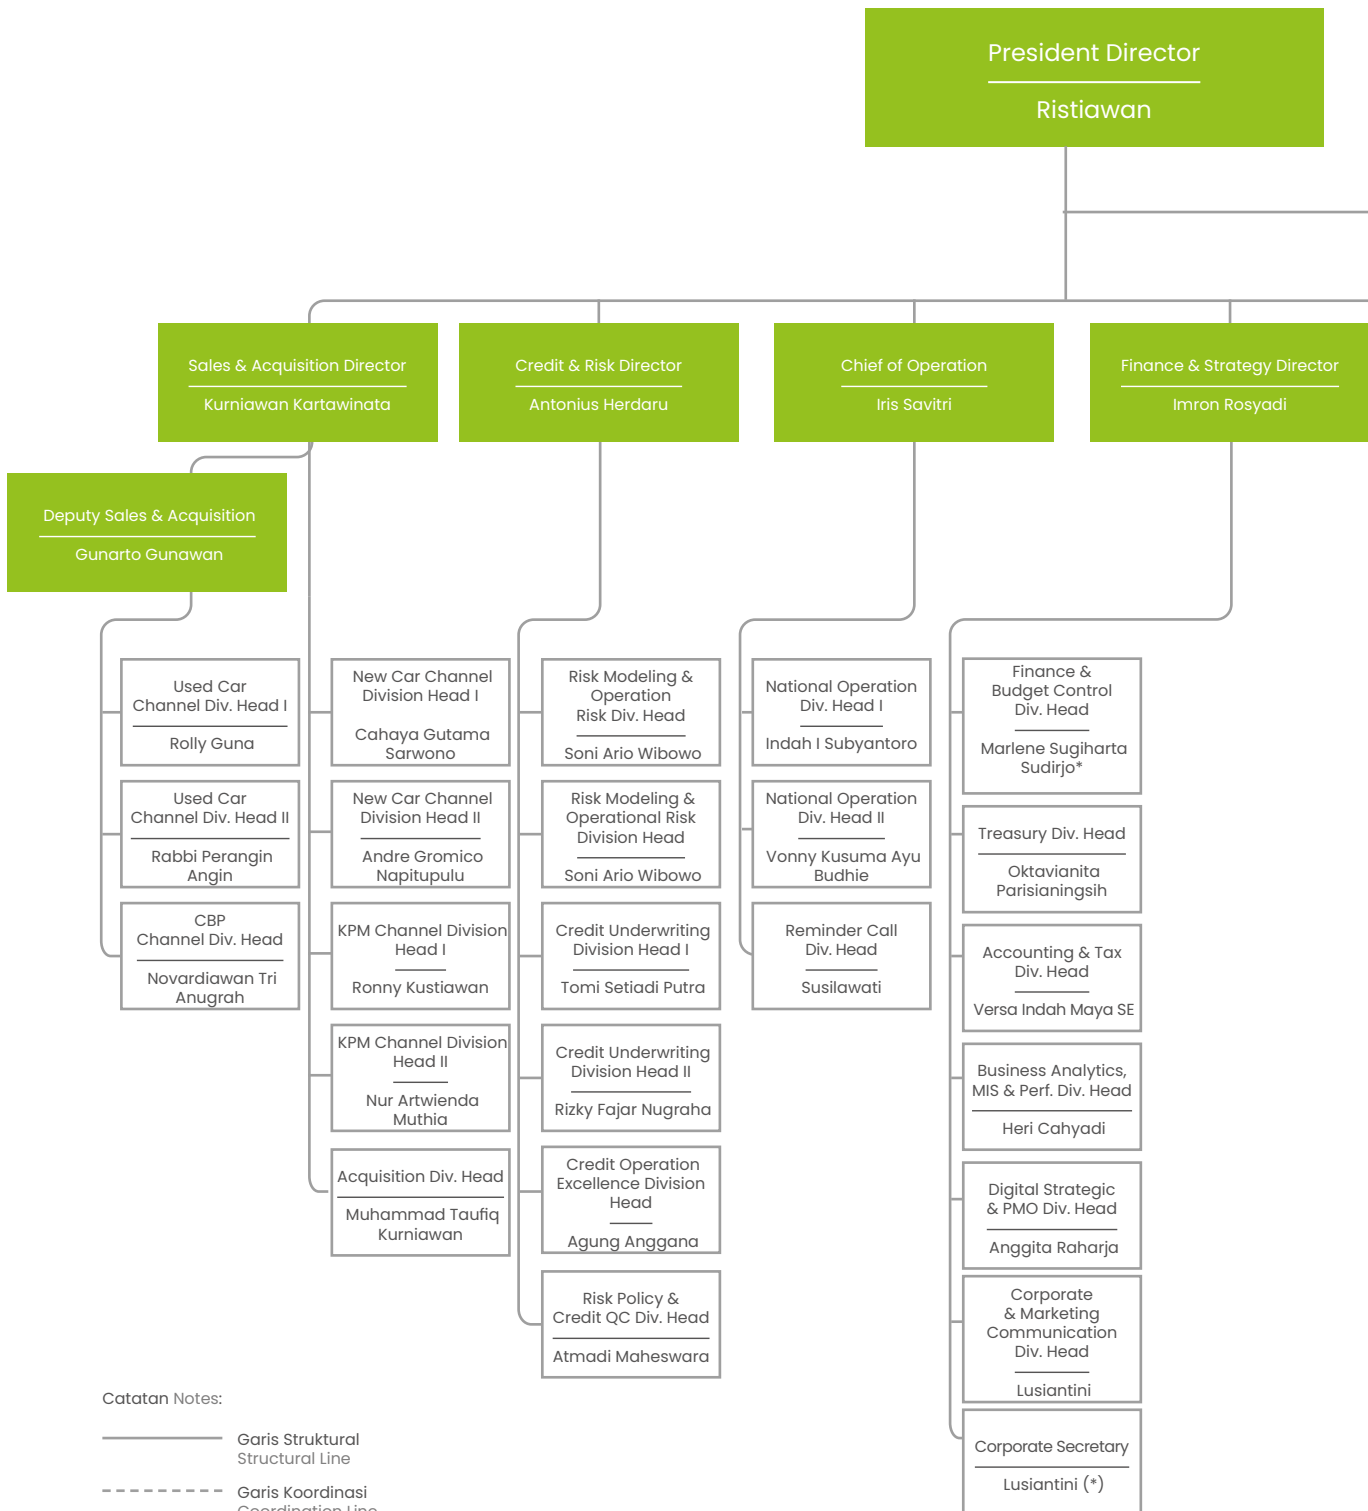 President Director
Ristiawan
Sales & Acquisition Director
Kurniawan Kartawinata
Credit & Risk Director
Antonius Herdaru
Chief of Operation
Iris Savitri
Finance & Strategy Director
Imron Rosyadi
Deputy Sales & Acquisition
Gunarto Gunawan
Used Car
Channel Div. Head I
Rolly Guna
Used Car
Channel Div. Head II
Rabbi Perangin
Angin
CBP
Channel Div. Head
Novardiawan Tri
Anugrah
New Car Channel
Division Head I
Cahaya Gutama
Sarwono
New Car Channel
Division Head II
Andre Gromico
Napitupulu
KPM Channel Division
Head I
Ronny Kustiawan
KPM Channel Division
Head II
Nur Artwienda
Muthia
Acquisition Div. Head
Muhammad Taufiq
Kurniawan
Risk Modeling &
Operation
Risk Div. Head
Soni Ario Wibowo
Risk Modeling &
Operational Risk
Division Head
Soni Ario Wibowo
Credit Underwriting
Division Head I
Tomi Setiadi Putra
Credit Underwriting
Division Head II
Rizky Fajar Nugraha
Credit Operation
Excellence Division
Head
Agung Anggana
Risk Policy &
Credit QC Div. Head
Atmadi Maheswara
National Operation
Div. Head I
Indah I Subyantoro
National Operation
Div. Head II
Vonny Kusuma Ayu
Budhie
Reminder Call
Div. Head
Susilawati
Finance &
Budget Control
Div. Head
Marlene Sugiharta
Sudirjo*
Treasury Div. Head
Oktavianita
Parisianingsih
Accounting & Tax
Div. Head
Versa Indah Maya SE
Business Analytics,
MIS & Perf. Div. Head
Heri Cahyadi
Digital Strategic
& PMO Div. Head
Anggita Raharja
Corporate
& Marketing
Communication
Div. Head
Lusiantini
Corporate Secretary
Lusiantini (*)
Catatan Notes:
Garis Struktural
Structural Line
Garis Koordinasi
Coordination Line